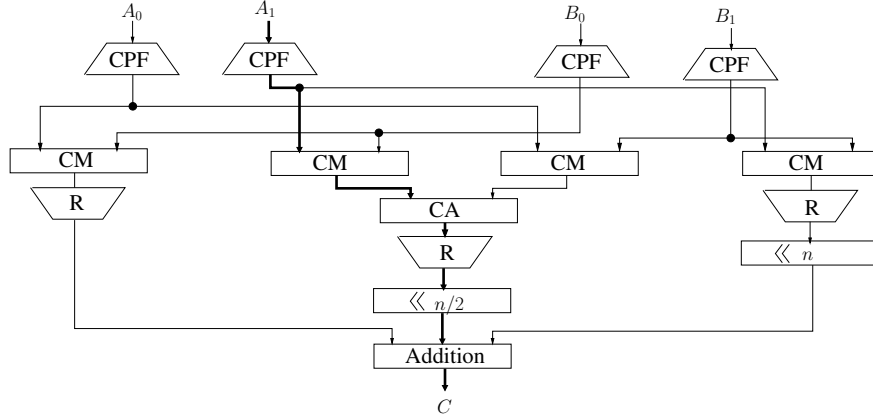 A₀ A₁ B₀ B₁
CPF CPF CPF CPF
CM CM CM CM
R R
CA
R
≪ n
≪ n/2
Addition
C